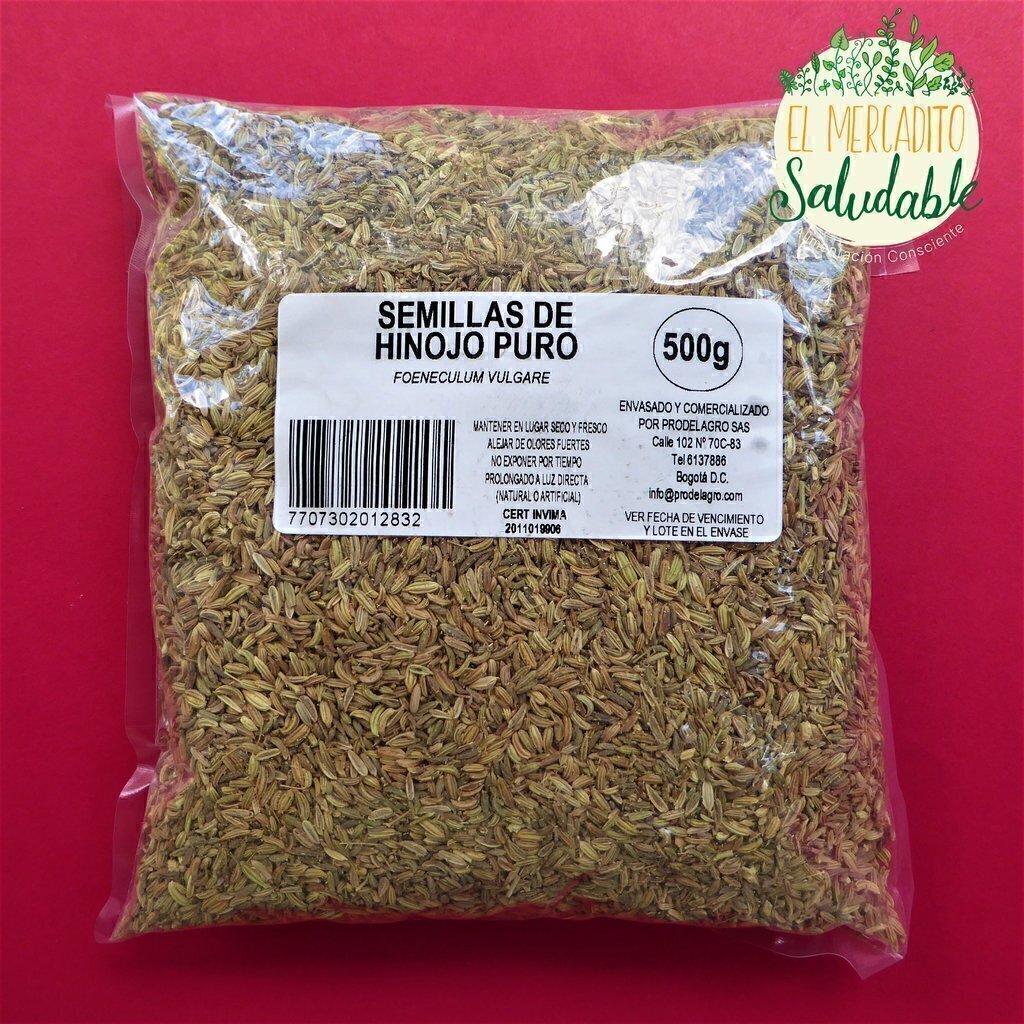 EL MERCADITO
Saludable
Consciente
SEMILLAS DE
HINOJO PURO
FOENECULUM VULGARE
500g
7707302012832
MANTENER EN LUGAR SECO Y FRESCO
ALEJAR DE OLORES FUERTES
NO EXPONER POR TIEMPO
PROLONGADO A LUZ DIRECTA
(NATURAL O ARTIFICIAL)
CERT INVIMA
2011019906
ENVASADO Y COMERCIALIZADO
POR PRODELAGRO SAS
Calle 102 Nº 70C-83
Tel 6137886
Bogotá D.C.
info@prodelagro.com
VER FECHA DE VENCIMIENTO
Y LOTE EN EL ENVASE